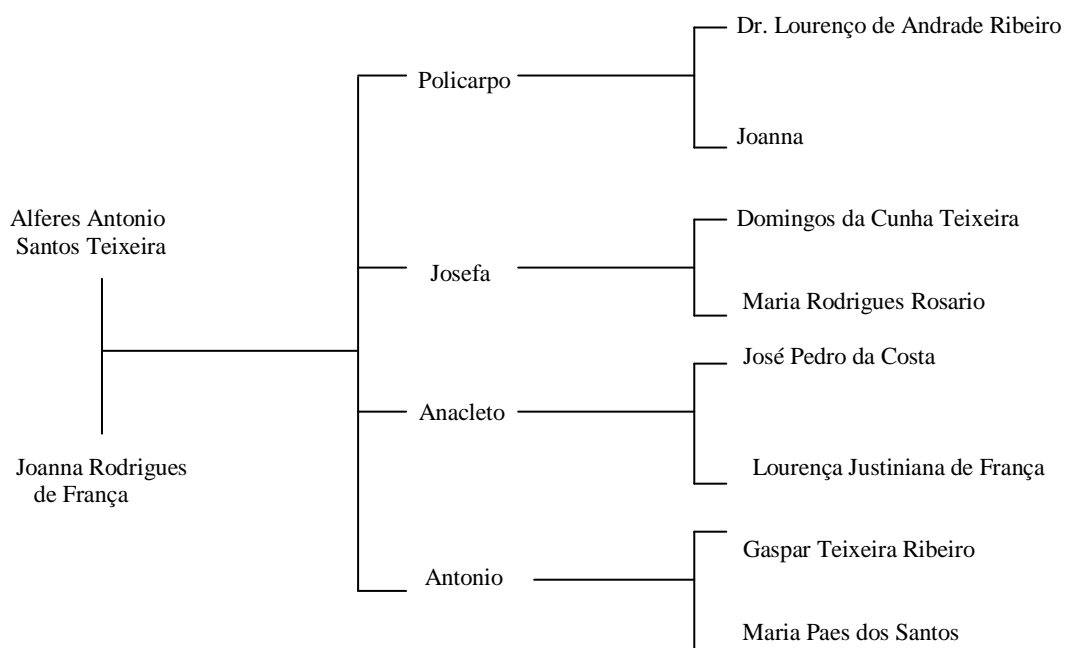 Alferes Antonio
Santos Teixeira
Joanna Rodrigues
de França
Policarpo
Dr. Lourenço de Andrade Ribeiro
Joanna
Josefa
Domingos da Cunha Teixeira
Maria Rodrigues Rosario
Anacleto
José Pedro da Costa
Lourença Justiniana de França
Antonio
Gaspar Teixeira Ribeiro
Maria Paes dos Santos